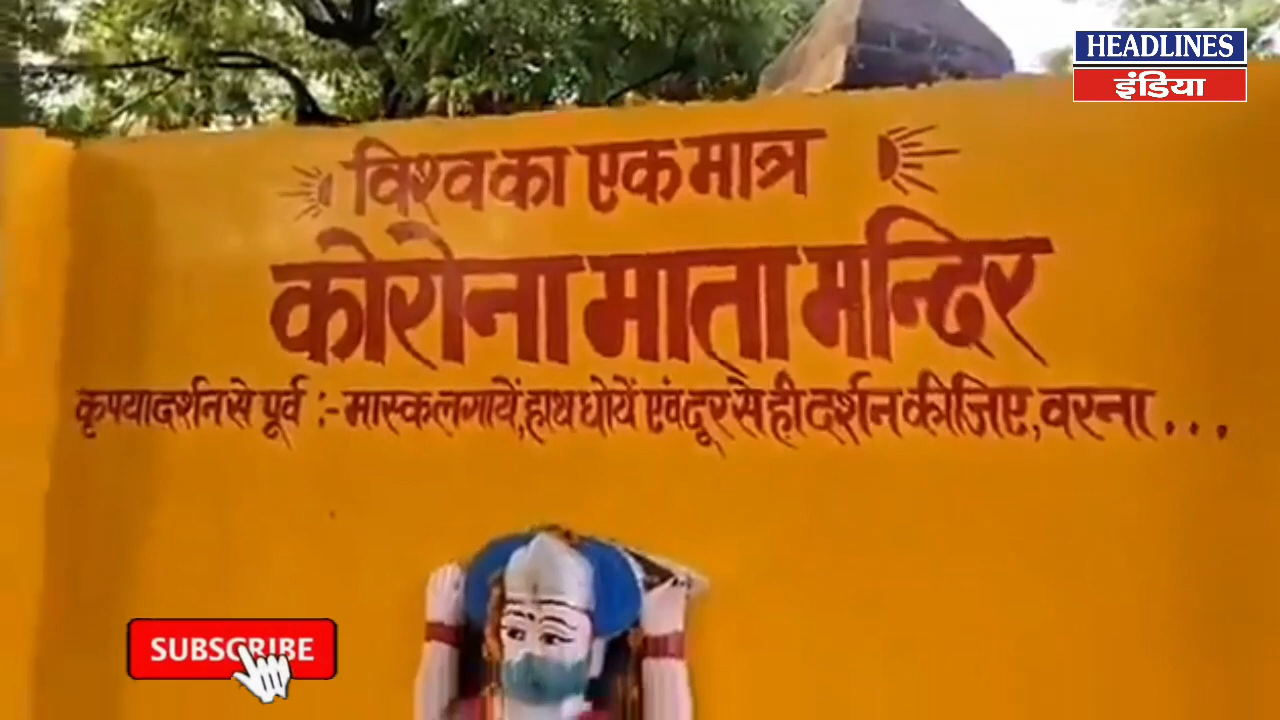 HEADLINES
इंडिया
विश्व का एक मात्र
कोरोना माता मन्दिर
कृपया दर्शन से पूर्व :- मास्क लगायें, हाथ धोयें एवं दूर से ही दर्शन कीजिए, वरना . . .
SUBSCRIBE